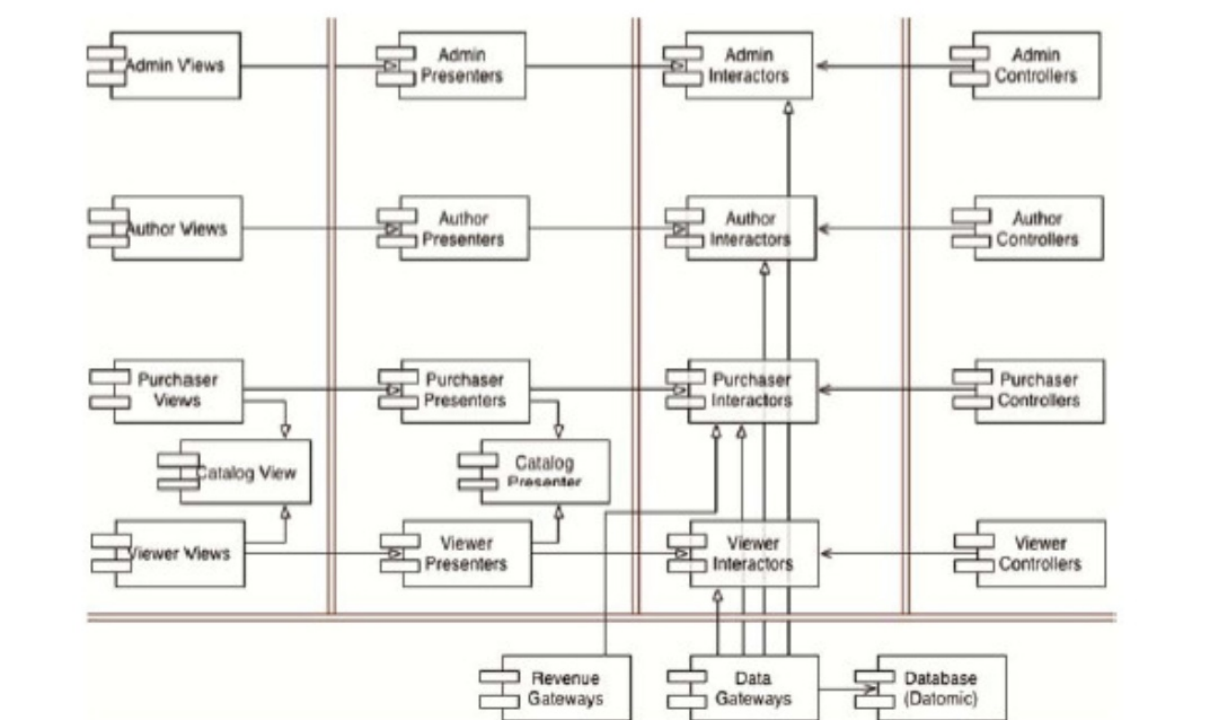 Admin Views
Admin
Presenters
Admin
Interactors
Admin
Controllers
Author Views
Author
Presenters
Author
Interactors
Author
Controllers
Purchaser
Views
Purchaser
Presenters
Purchaser
Interactors
Purchaser
Controllers
Catalog View
Catalog
Presenter
Viewer Views
Viewer
Presenters
Viewer
Interactors
Viewer
Controllers
Revenue
Gateways
Data
Gateways
Database
(Datomic)